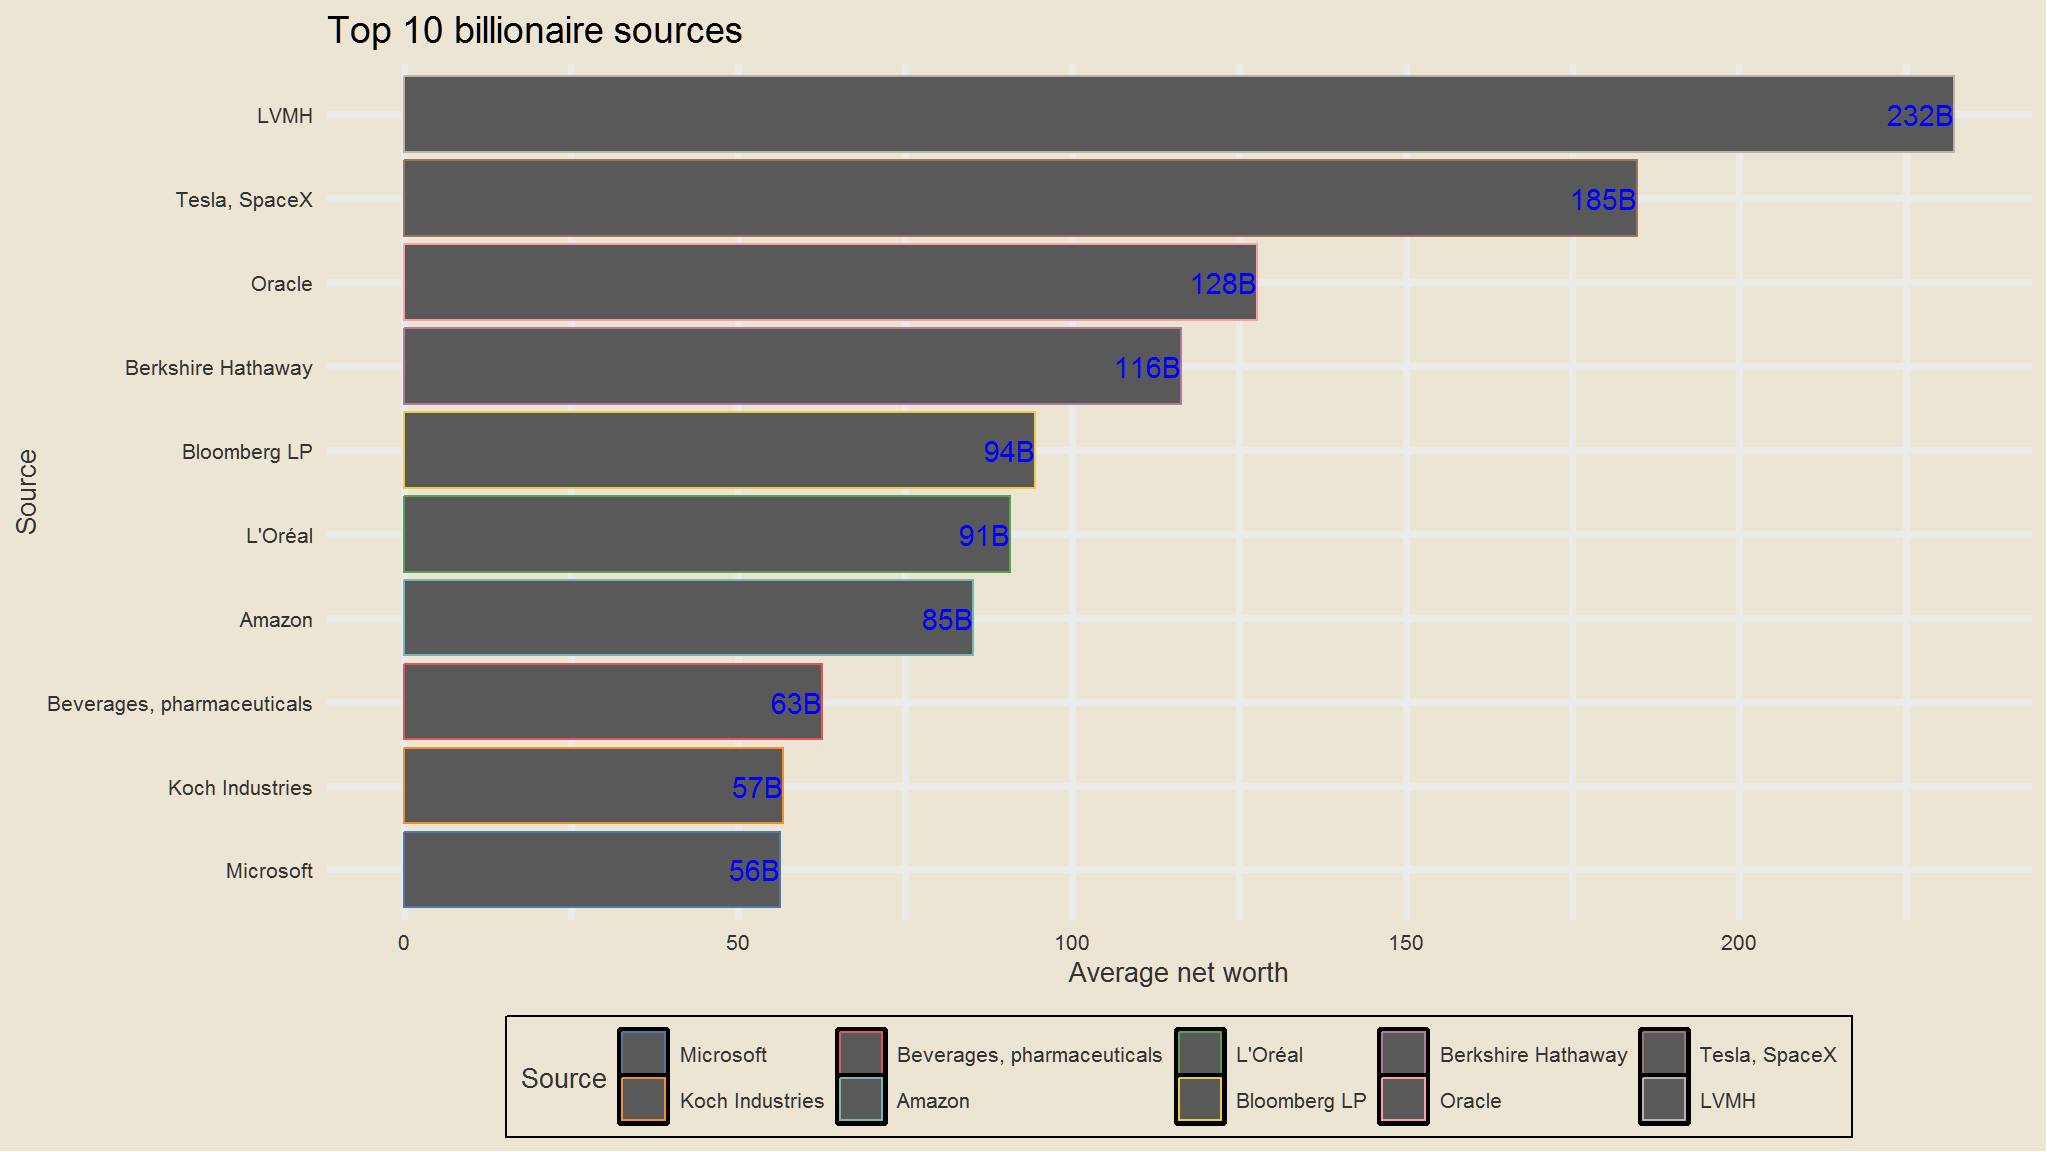 Top 10 billionaire sources
LVMH
232B
Tesla, SpaceX
185B
Oracle
128B
Berkshire Hathaway
116B
Bloomberg LP
94B
L'Oréal
91B
Amazon
85B
Beverages, pharmaceuticals
63B
Koch Industries
57B
Microsoft
56B
Source
0 50 100 150 200
Average net worth
Source
Microsoft Beverages, pharmaceuticals L'Oréal Berkshire Hathaway Tesla, SpaceX
Koch Industries Amazon Bloomberg LP Oracle LVMH